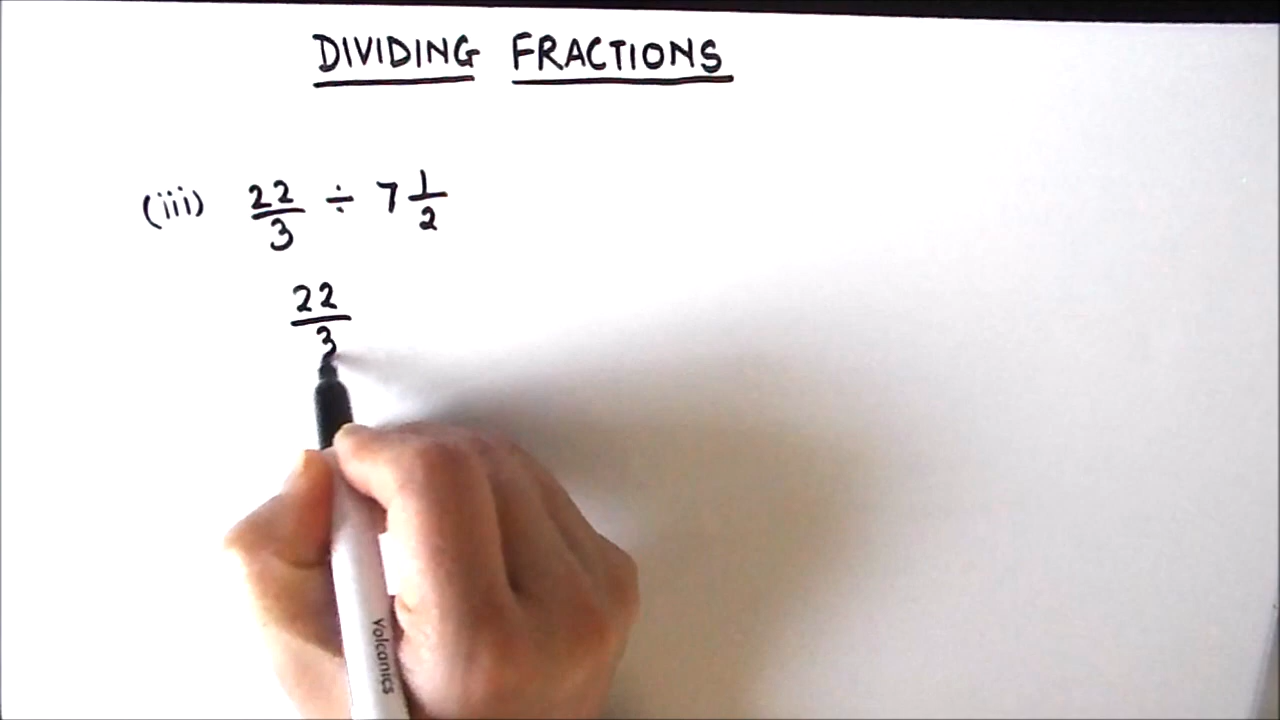 DIVIDING FRACTIONS
(iii) 22/3 ÷ 7 1/2
22/3
Volcanics